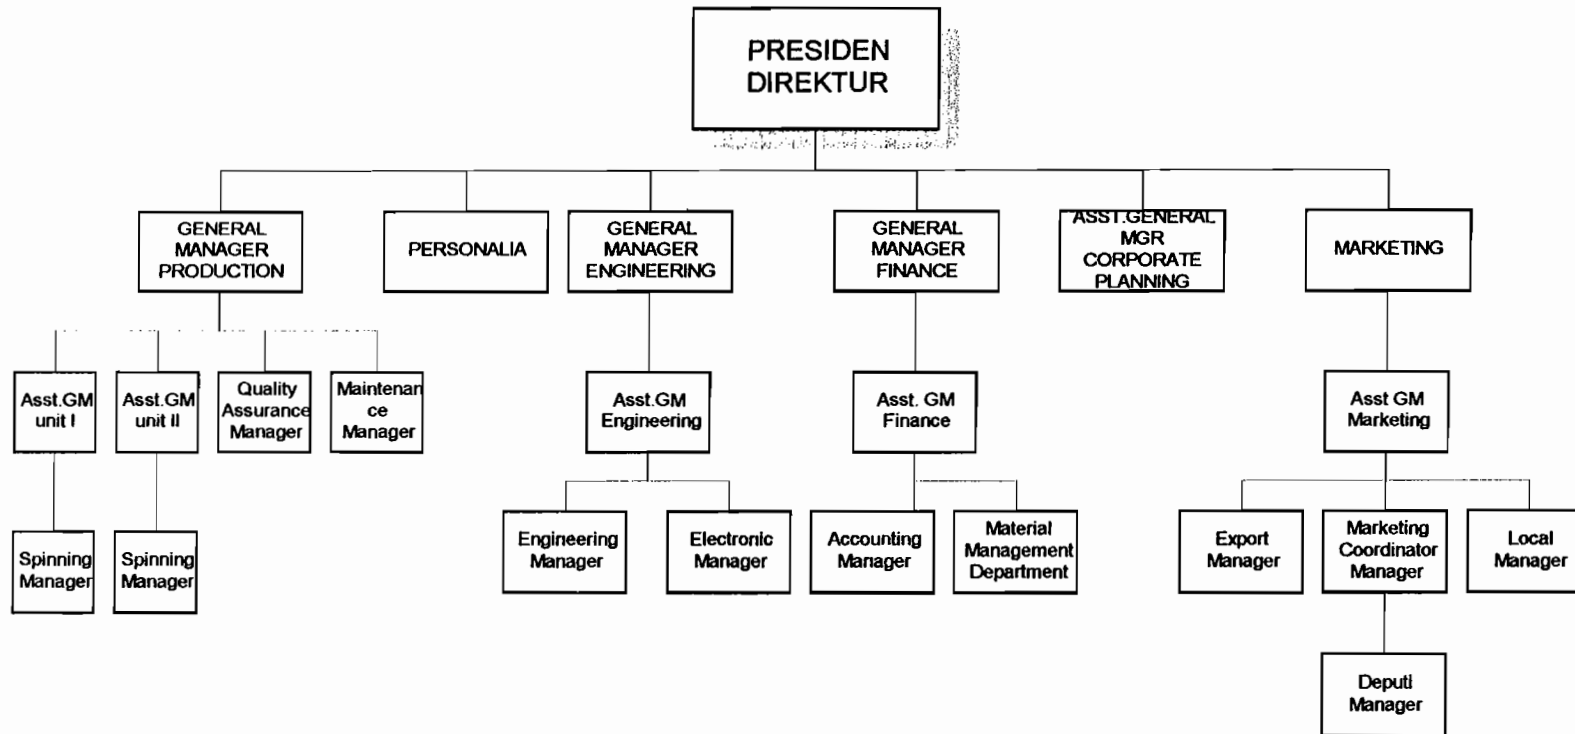 PRESIDEN
DIREKTUR
GENERAL
MANAGER
PRODUCTION
PERSONALIA
GENERAL
MANAGER
ENGINEERING
GENERAL
MANAGER
FINANCE
ASST.GENERAL
MGR
CORPORATE
PLANNING
MARKETING
Asst.GM
unit I
Asst.GM
unit II
Quality
Assurance
Manager
Maintenan
ce
Manager
Asst.GM
Engineering
Asst. GM
Finance
Asst GM
Marketing
Spinning
Manager
Spinning
Manager
Engineering
Manager
Electronic
Manager
Accounting
Manager
Material
Management
Department
Export
Manager
Marketing
Coordinator
Manager
Local
Manager
Deputi
Manager